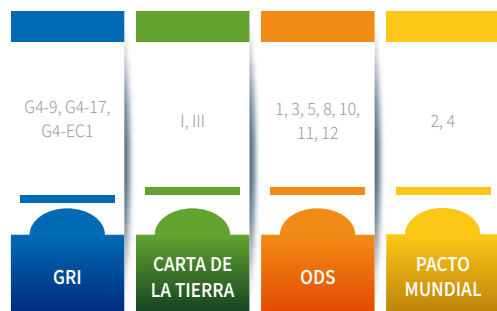 G4-9, G4-17,
G4-EC1
I, III
1, 3, 5, 8, 10,
11, 12
2, 4
GRI
CARTA DE
LA TIERRA
ODS
PACTO
MUNDIAL